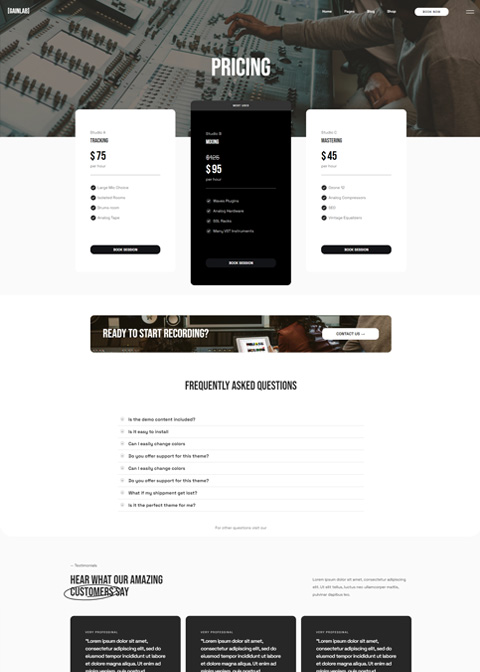 [GAINLAB]
Home
Pages
Blog
Shop
BOOK NOW
PRICING
MOST USED
Studio A
TRACKING
$75
per hour
Large Mic Choice
Isolated Rooms
Drums room
Analog Tape
BOOK SESSION
Studio B
MIXING
$125
$95
per hour
Waves Plugins
Analog Hardware
SSL Racks
Many VST Instruments
BOOK SESSION
Studio C
MASTERING
$45
per hour
Analog Compressors
Vintage Equalizers
BOOK SESSION
READY TO START RECORDING?
CONTACT US →
FREQUENTLY ASKED QUESTIONS
Is the demo content included?
Is it easy to install
Can I easily change colors
Do you offer support for this theme?
Can I easily change colors
Do you offer support for this theme?
What if my shippment get lost?
Is it the perfect theme for me?
For other questions visit our
Testimonials
HEAR WHAT OUR AMAZING
CUSTOMERS SAY
Lorem ipsum dolor sit amet, consectetur adipiscing
elit. Ut elit tellus, luctus nec ullamcorper mattis,
pulvinar dapibus leo.
VERY PROFESSIONAL
"Lorem ipsum dolor sit amet,
consectetur adipiscing elit, sed do
eiusmod tempor incididunt ut labore
et dolore magna aliqua. Ut enim ad
VERY PROFESSIONAL
"Lorem ipsum dolor sit amet,
consectetur adipiscing elit, sed do
eiusmod tempor incididunt ut labore
et dolore magna aliqua. Ut enim ad
VERY PROFESSIONAL
"Lorem ipsum dolor sit amet,
consectetur adipiscing elit, sed do
eiusmod tempor incididunt ut labore
et dolore magna aliqua. Ut enim ad